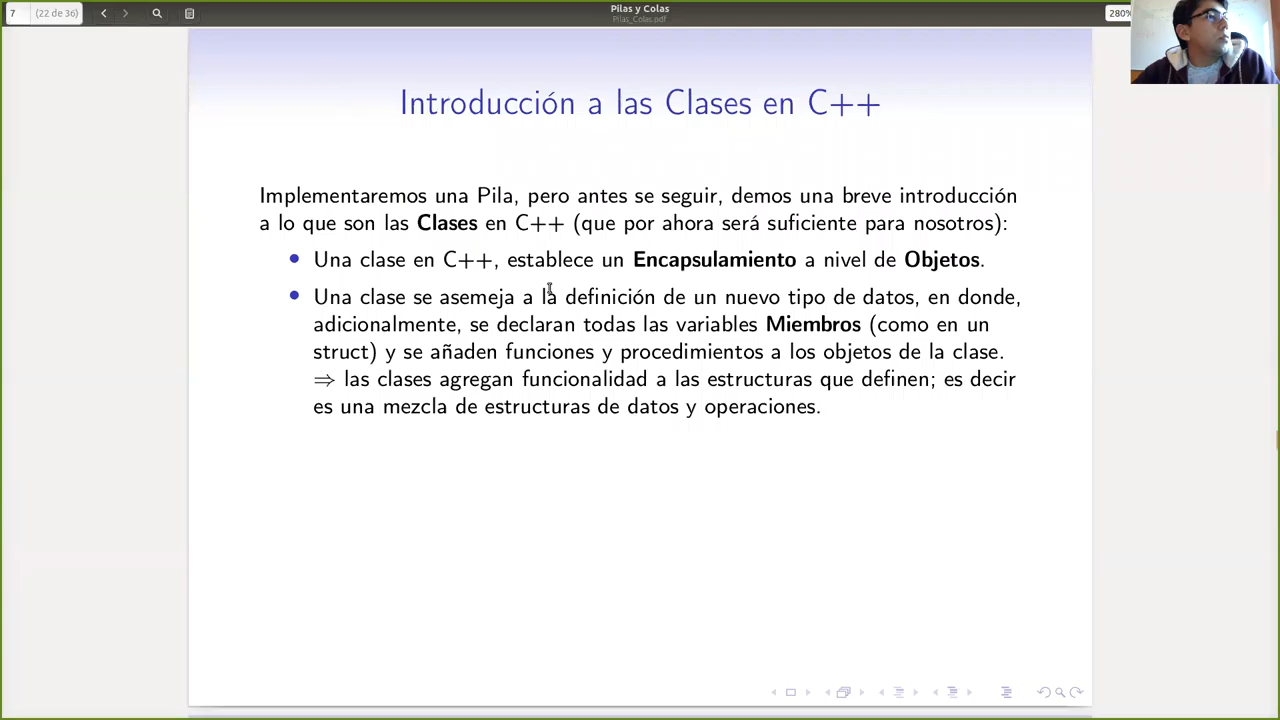 7 (22 de 36)
Pilas y Colas
Pilas_Colas.pdf
280%
Introducción a las Clases en C++
Implementaremos una Pila, pero antes se seguir, demos una breve introducción
a lo que son las Clases en C++ (que por ahora será suficiente para nosotros):
• Una clase en C++, establece un Encapsulamiento a nivel de Objetos.
• Una clase se asemeja a la definición de un nuevo tipo de datos, en donde,
adicionalmente, se declaran todas las variables Miembros (como en un
struct) y se añaden funciones y procedimientos a los objetos de la clase.
⇒ las clases agregan funcionalidad a las estructuras que definen; es decir
es una mezcla de estructuras de datos y operaciones.